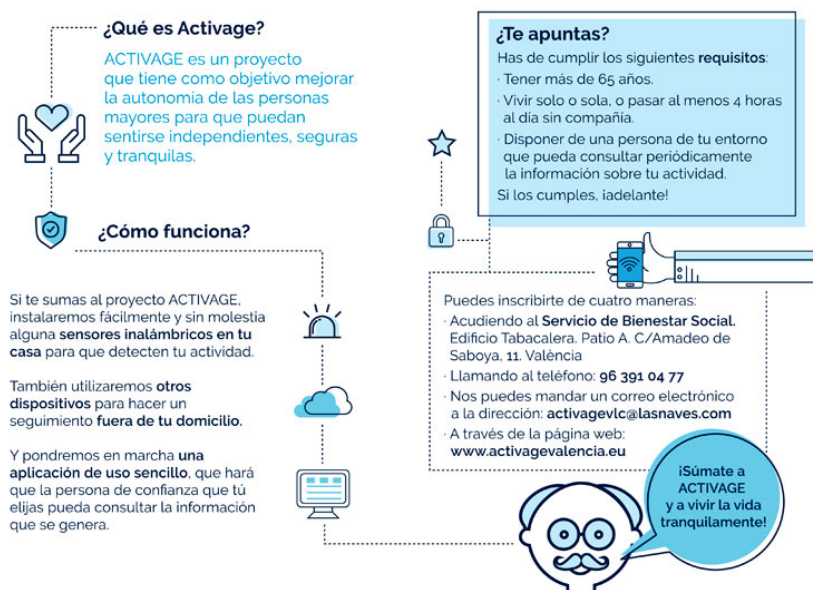 ¿Qué es Activage?
ACTIVAGE es un proyecto
que tiene como objetivo mejorar
la autonomía de las personas
mayores para que puedan
sentirse independientes, seguras
y tranquilas.
¿Cómo funciona?
Si te sumas al proyecto ACTIVAGE,
instalaremos fácilmente y sin molestia
alguna sensores inalámbricos en tu
casa para que detecten tu actividad.
También utilizaremos otros
dispositivos para hacer un
seguimiento fuera de tu domicilio.
Y pondremos en marcha una
aplicación de uso sencillo, que hará
que la persona de confianza que tú
elijas pueda consultar la información
que se genera.
¿Te apuntas?
Has de cumplir los siguientes requisitos:
· Tener más de 65 años.
· Vivir solo o sola, o pasar al menos 4 horas
al día sin compañía.
· Disponer de una persona de tu entorno
que pueda consultar periódicamente
la información sobre tu actividad.
Si los cumples, ¡adelante!
Puedes inscribirte de cuatro maneras:
· Acudiendo al Servicio de Bienestar Social.
Edificio Tabacalera. Patio A. C/Amadeo de
Saboya, 11. València
· Llamando al teléfono: 96 391 04 77
· Nos puedes mandar un correo electrónico
a la dirección: activagevlc@lasnaves.com
· A través de la página web:
www.activagevalencia.eu
¡Súmate a
ACTIVAGE
y a vivir la vida
tranquilamente!